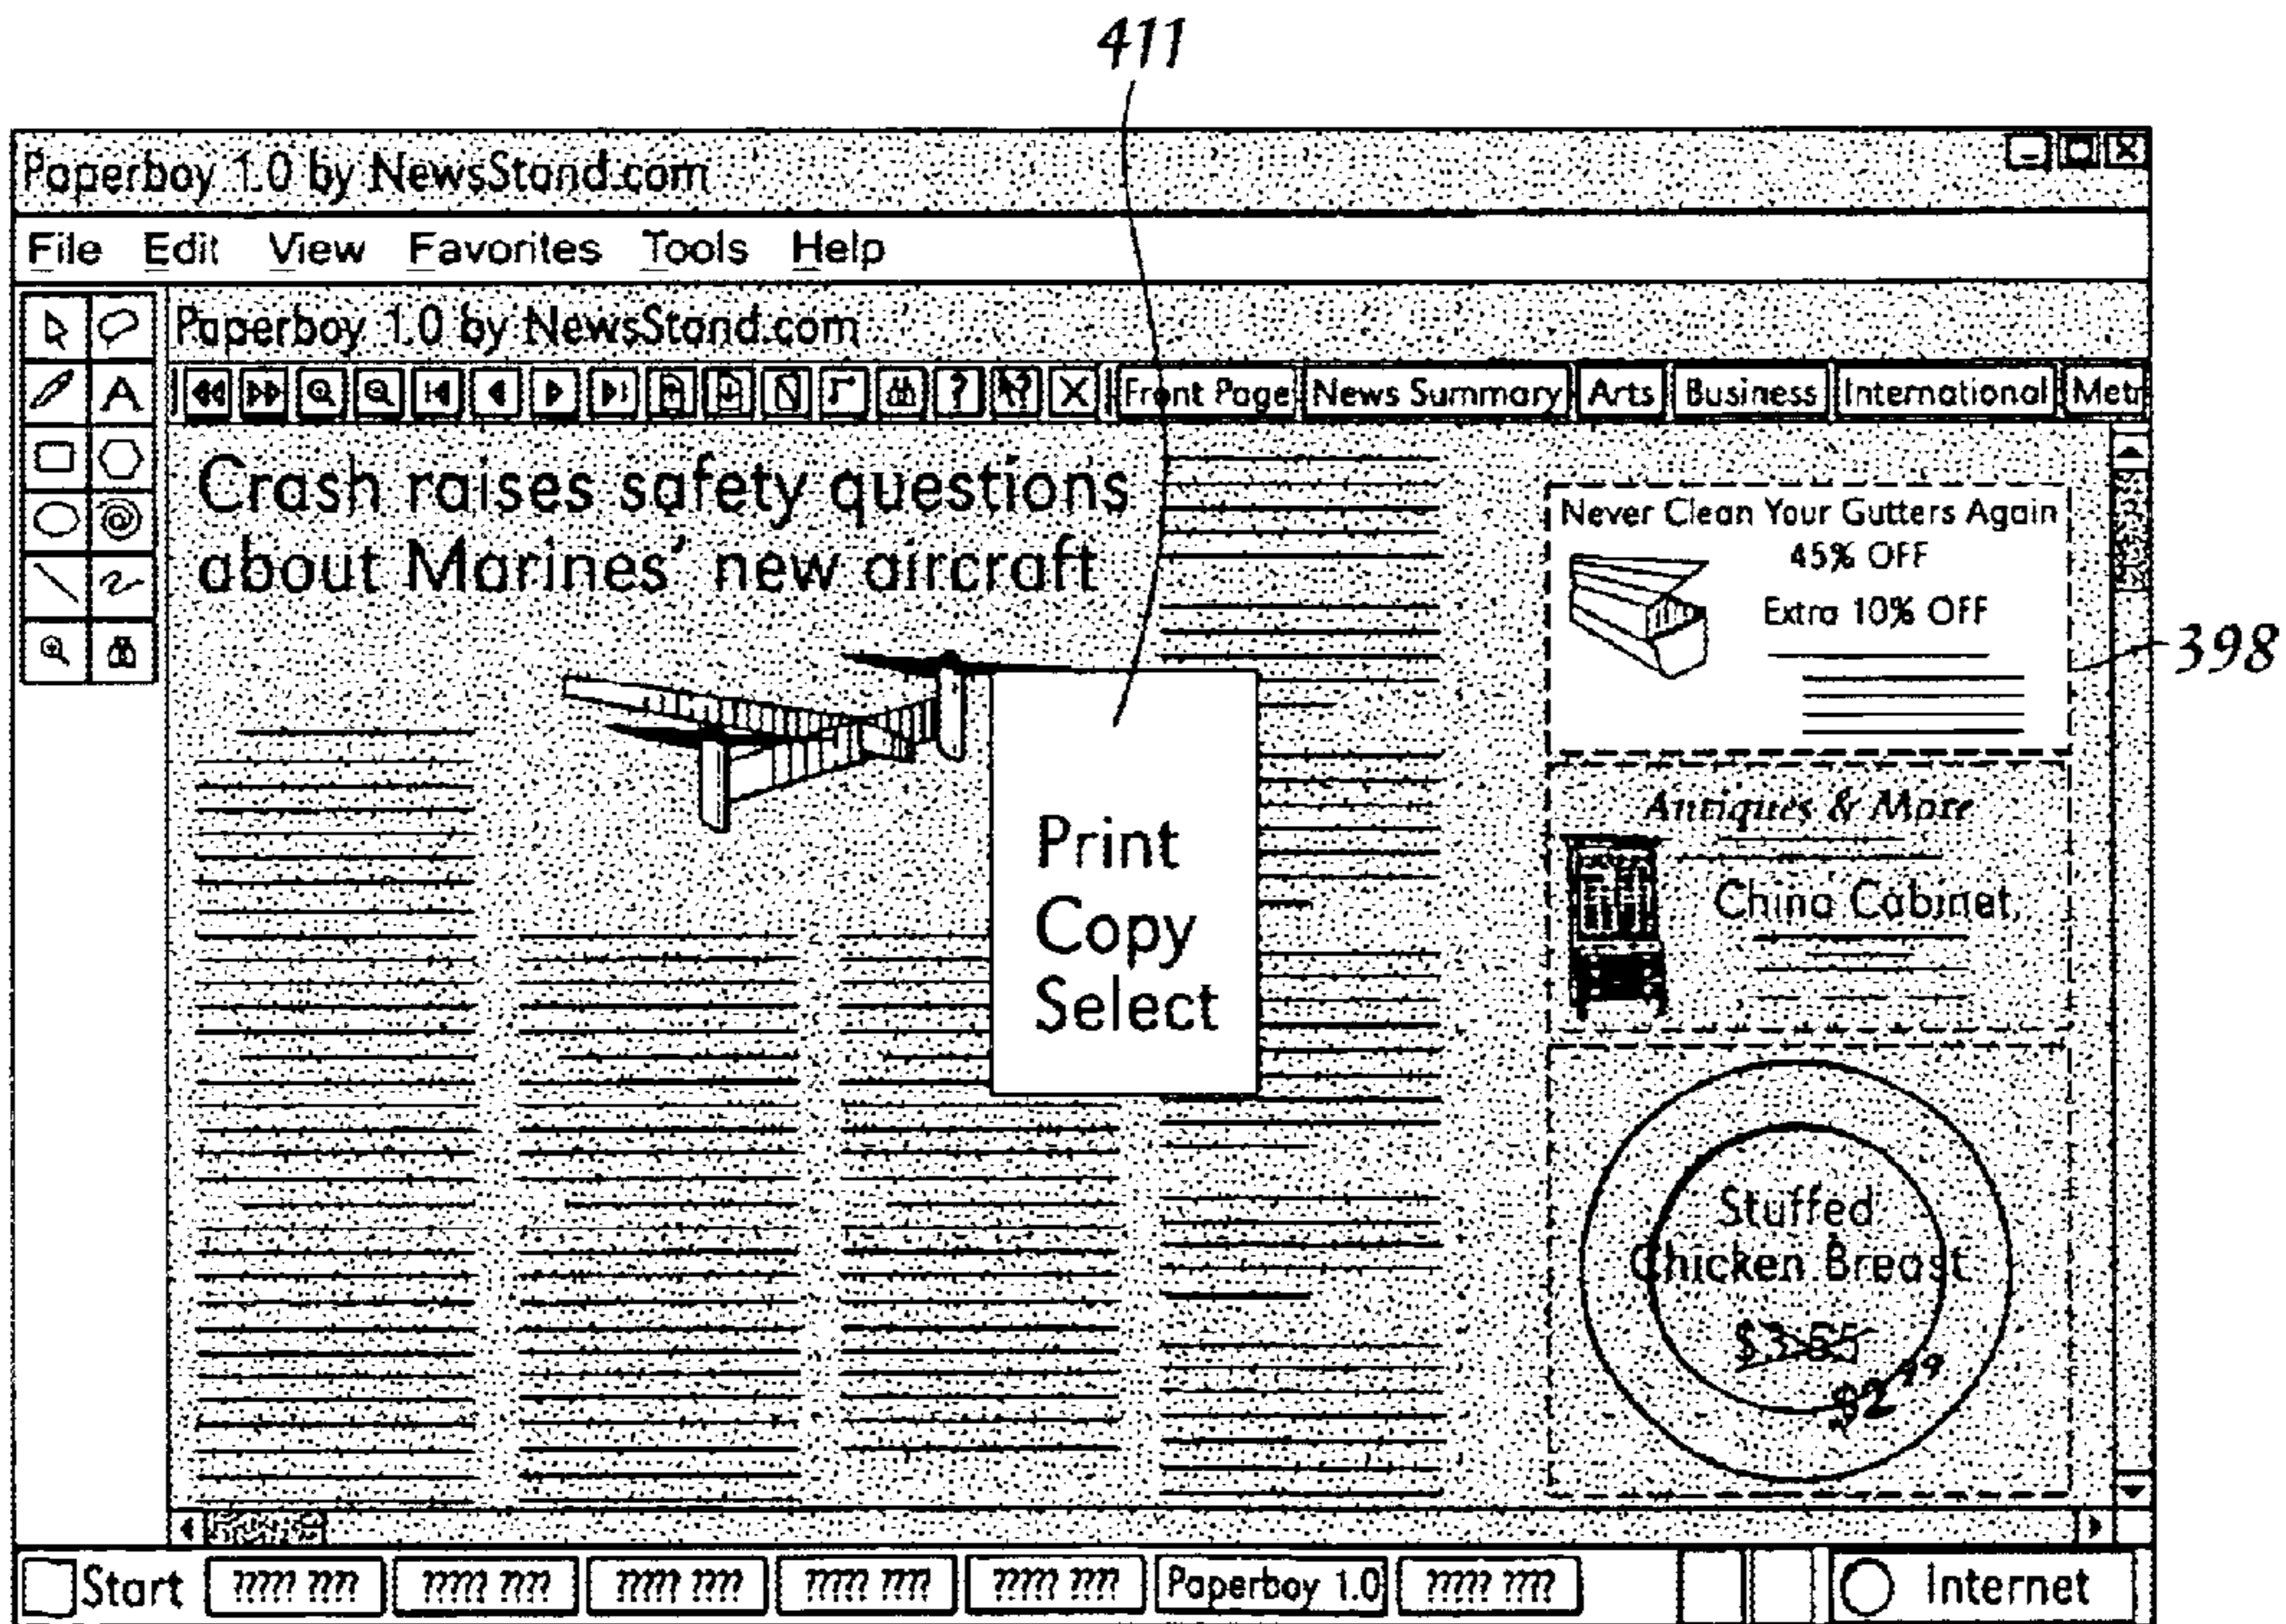 411
Paperboy 1.0 by NewsStand.com
File Edit View Favorites Tools Help
Paperboy 1.0 by NewsStand.com
Front Page News Summary Arts Business International Metr
Crash raises safety questions
about Marines' new aircraft
Never Clean Your Gutters Again
45% OFF
Extra 10% OFF
398
Antiques & More
China Cabinet
Print
Copy
Select
Stuffed
Chicken Breast
$2.99
Start ????? ???? ????? ???? ????? ???? ????? ???? ????? ???? Paperboy 1.0 ????? ???? Internet